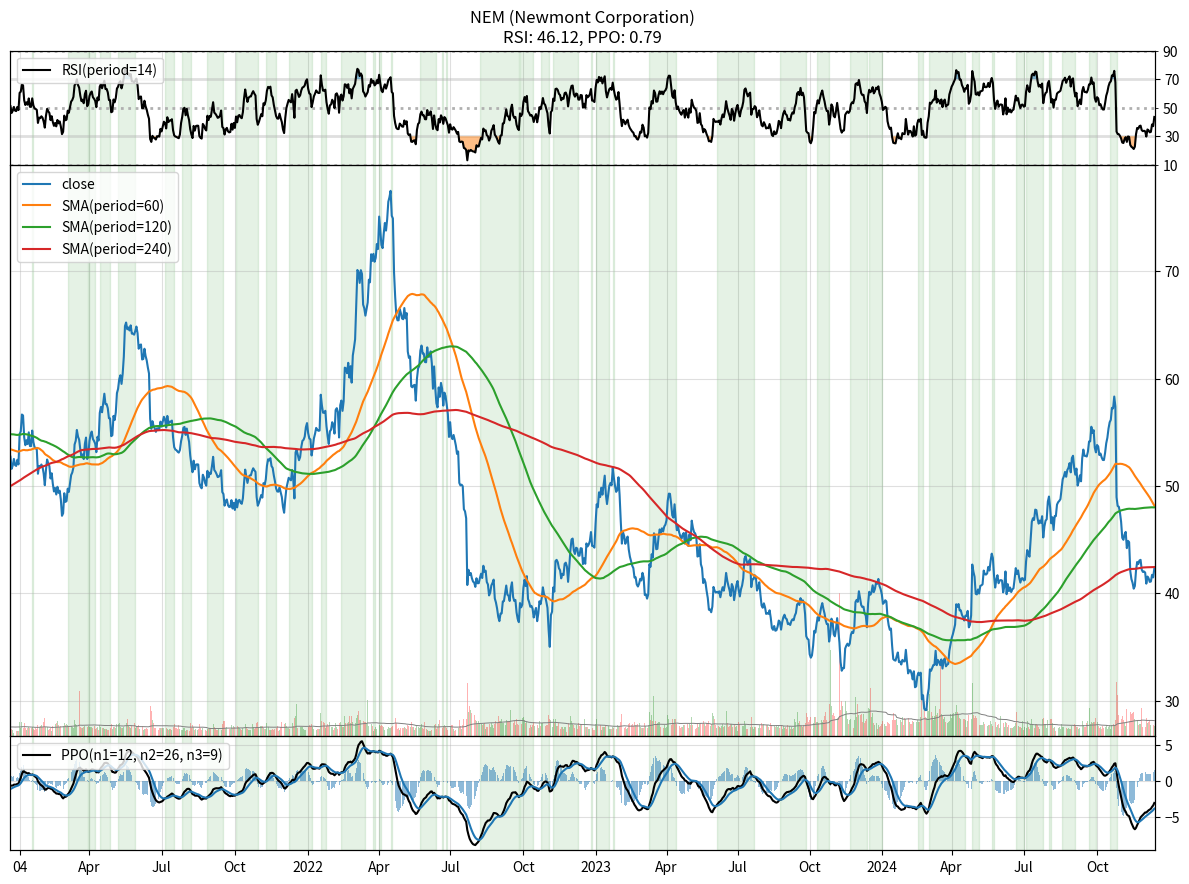 NEM (Newmont Corporation)
RSI: 46.12, PPO: 0.79
RSI(period=14)
90
70
50
30
10
close
SMA(period=60)
SMA(period=120)
SMA(period=240)
70
60
50
40
30
PPO(n1=12, n2=26, n3=9)
5
0
−5
04 Apr Jul Oct 2022 Apr Jul Oct 2023 Apr Jul Oct 2024 Apr Jul Oct